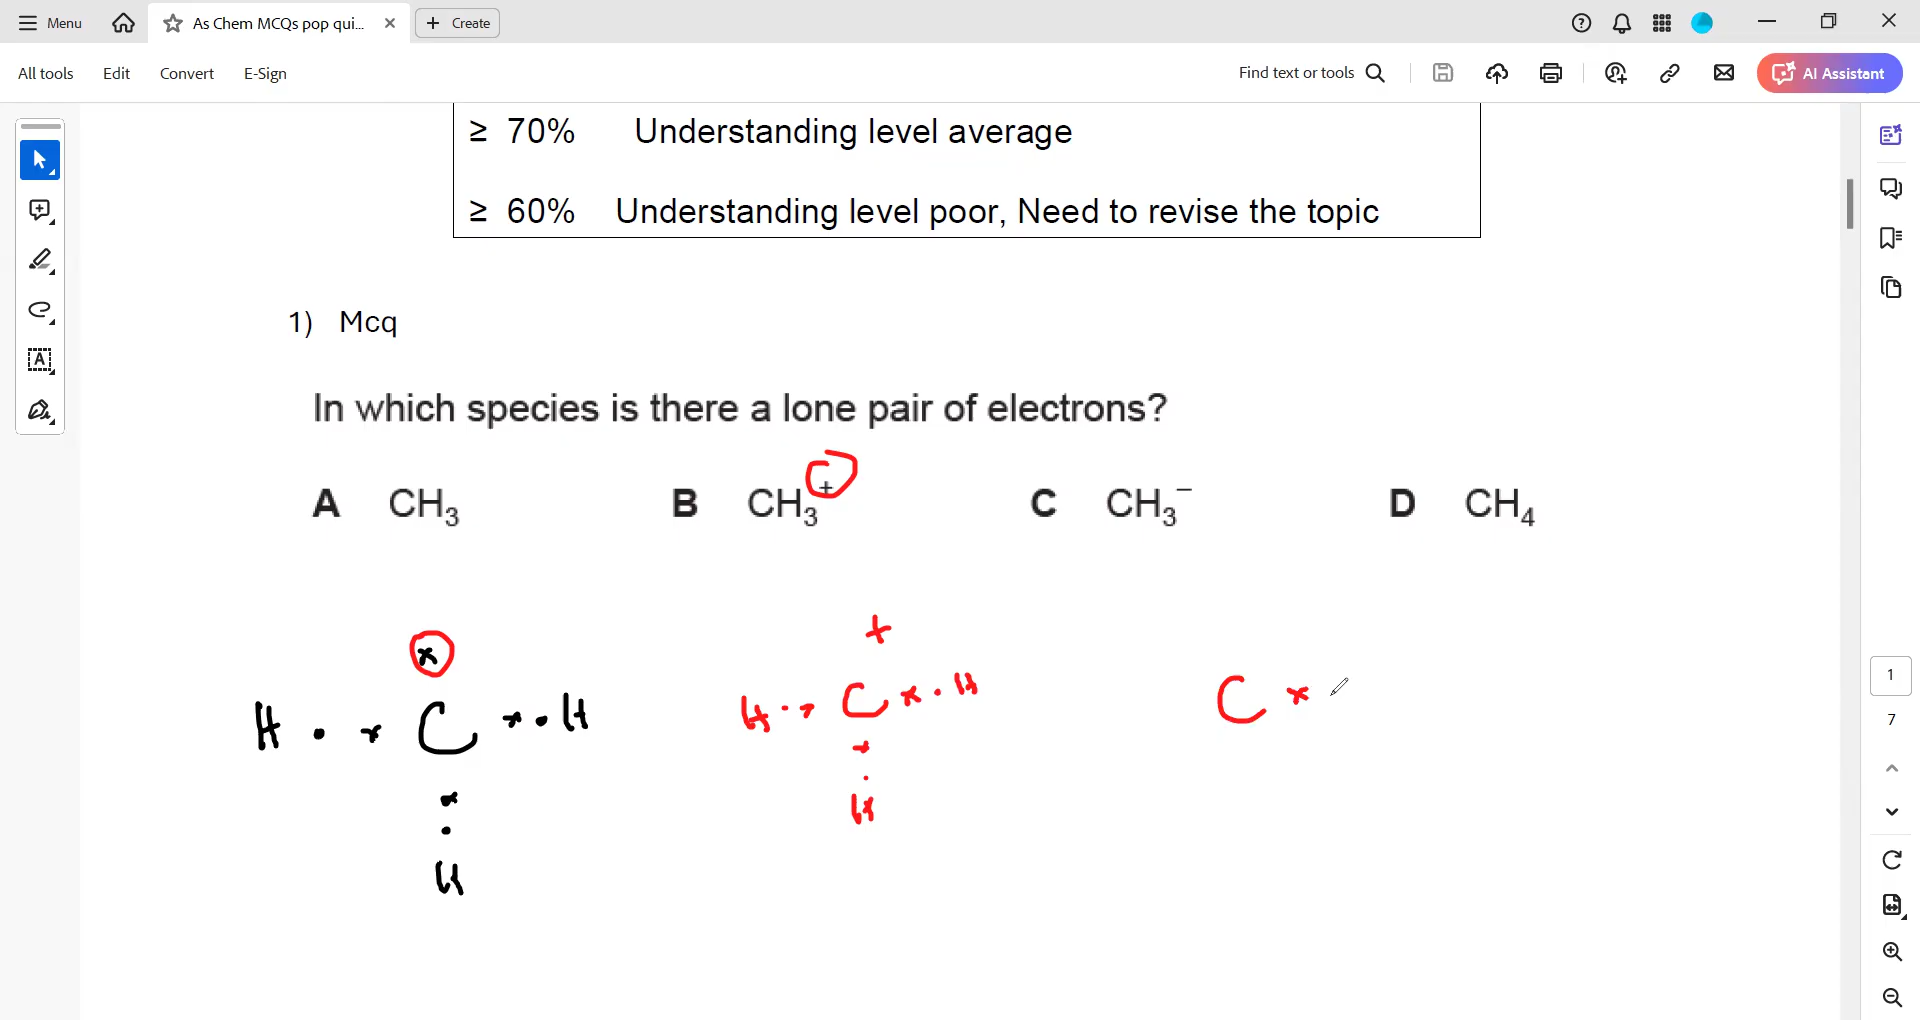 Menu
As Chem MCQs pop qui...
Create
All tools
Edit
Convert
E-Sign
Find text or tools
AI Assistant
≥ 70% Understanding level average
≥ 60% Understanding level poor, Need to revise the topic
1) Mcq
In which species is there a lone pair of electrons?
A CH₃ B CH₃⁺ C CH₃⁻ D CH₄
x
H . x C x . H
x
.
H
+
H . x C x . H
x
.
H
C x
1
7